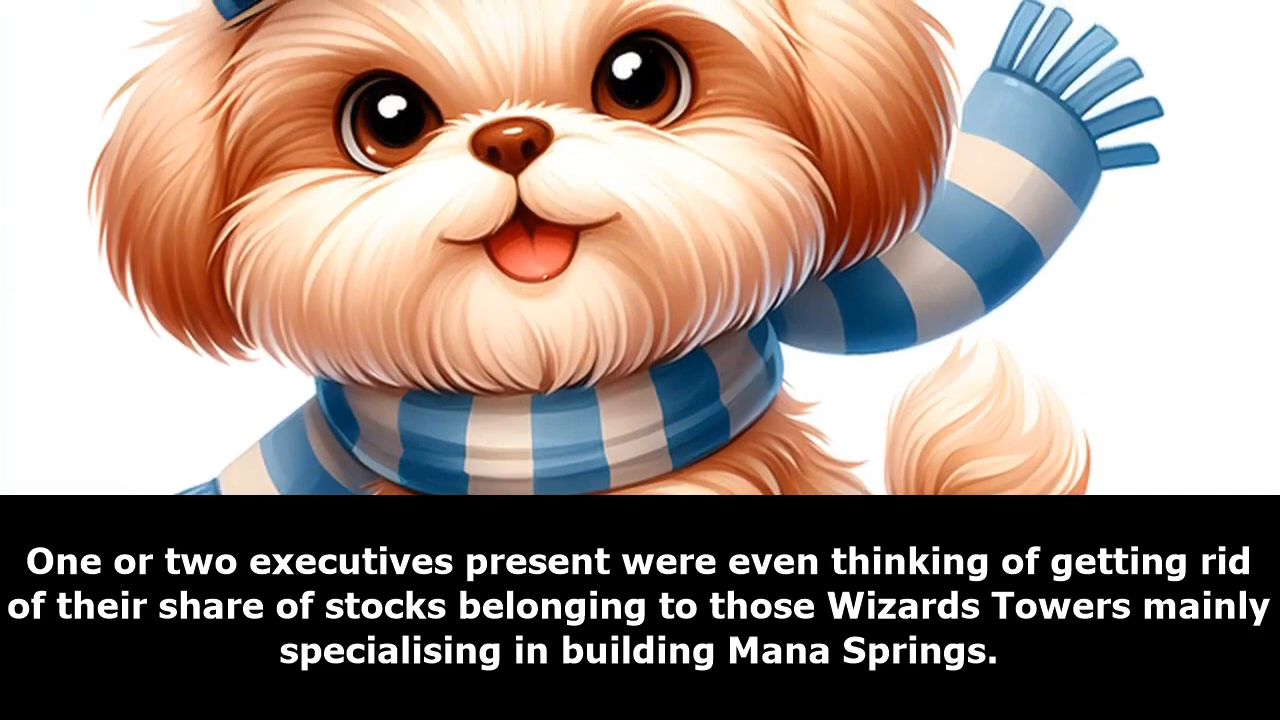 One or two executives present were even thinking of getting rid
of their share of stocks belonging to those Wizards Towers mainly
specialising in building Mana Springs.